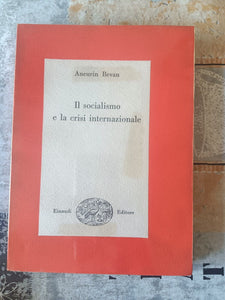 Aneurin Bevan
Il socialismo
e la crisi internazionale
Einaudi Editore